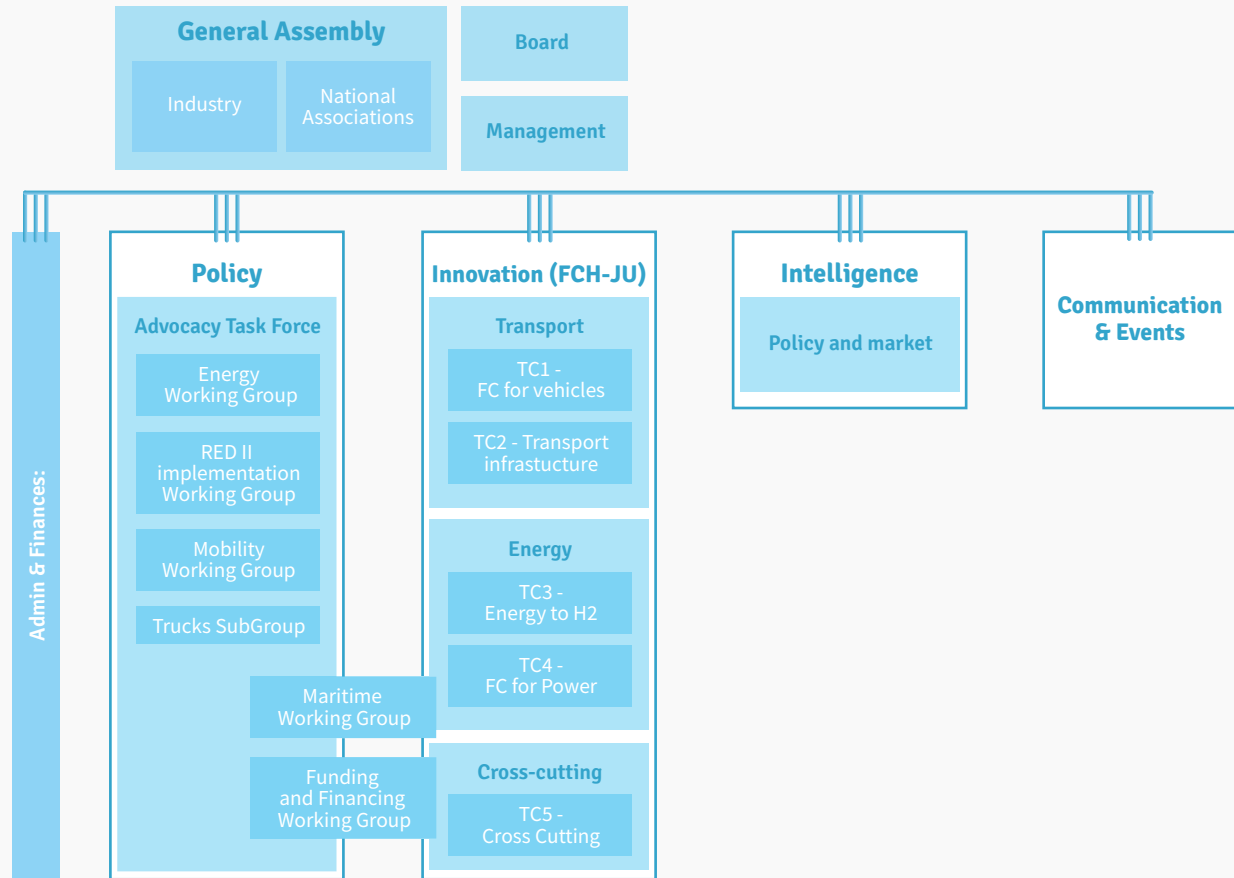 General Assembly
Industry
National
Associations
Board
Management
Admin & Finances:
Policy
Advocacy Task Force
Energy
Working Group
RED II
implementation
Working Group
Mobility
Working Group
Trucks SubGroup
Maritime
Working Group
Funding
and Financing
Working Group
Innovation (FCH-JU)
Transport
TC1 -
FC for vehicles
TC2 - Transport
infrastucture
Energy
TC3 -
Energy to H2
TC4 -
FC for Power
Cross-cutting
TC5 -
Cross Cutting
Intelligence
Policy and market
Communication
& Events